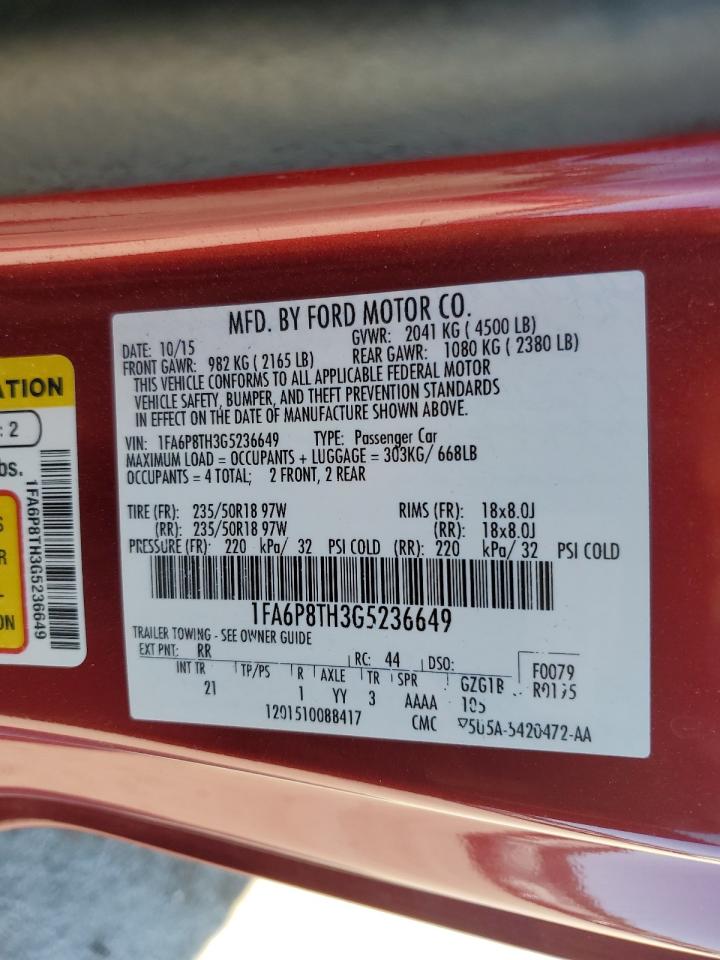 MFD. BY FORD MOTOR CO.
DATE: 10/15
GVWR: 2041 KG ( 4500 LB)
FRONT GAWR: 982 KG ( 2165 LB)
REAR GAWR: 1080 KG ( 2380 LB)
THIS VEHICLE CONFORMS TO ALL APPLICABLE FEDERAL MOTOR
VEHICLE SAFETY, BUMPER, AND THEFT PREVENTION STANDARDS
IN EFFECT ON THE DATE OF MANUFACTURE SHOWN ABOVE.
VIN: 1FA6P8TH3G5236649 TYPE: Passenger Car
MAXIMUM LOAD = OCCUPANTS + LUGGAGE = 303KG/ 668LB
OCCUPANTS = 4 TOTAL; 2 FRONT, 2 REAR
TIRE (FR): 235/50R18 97W RIMS (FR): 18x8.0J
(RR): 235/50R18 97W (RR): 18x8.0J
PRESSURE (FR): 220 kPa/ 32 PSI COLD (RR): 220 kPa/ 32 PSI COLD
1FA6P8TH3G5236649
TRAILER TOWING - SEE OWNER GUIDE
EXT PNT: RR RC: 44 DSO: F0079
INT TR TP/PS R AXLE TR SPR GZG1B
21 1 YY 3 AAAA 105
1201510088417 CMC 5420472-AA
ATION
: 2
bs.
1FA6P8TH3G5236649
S
R
L-
ON